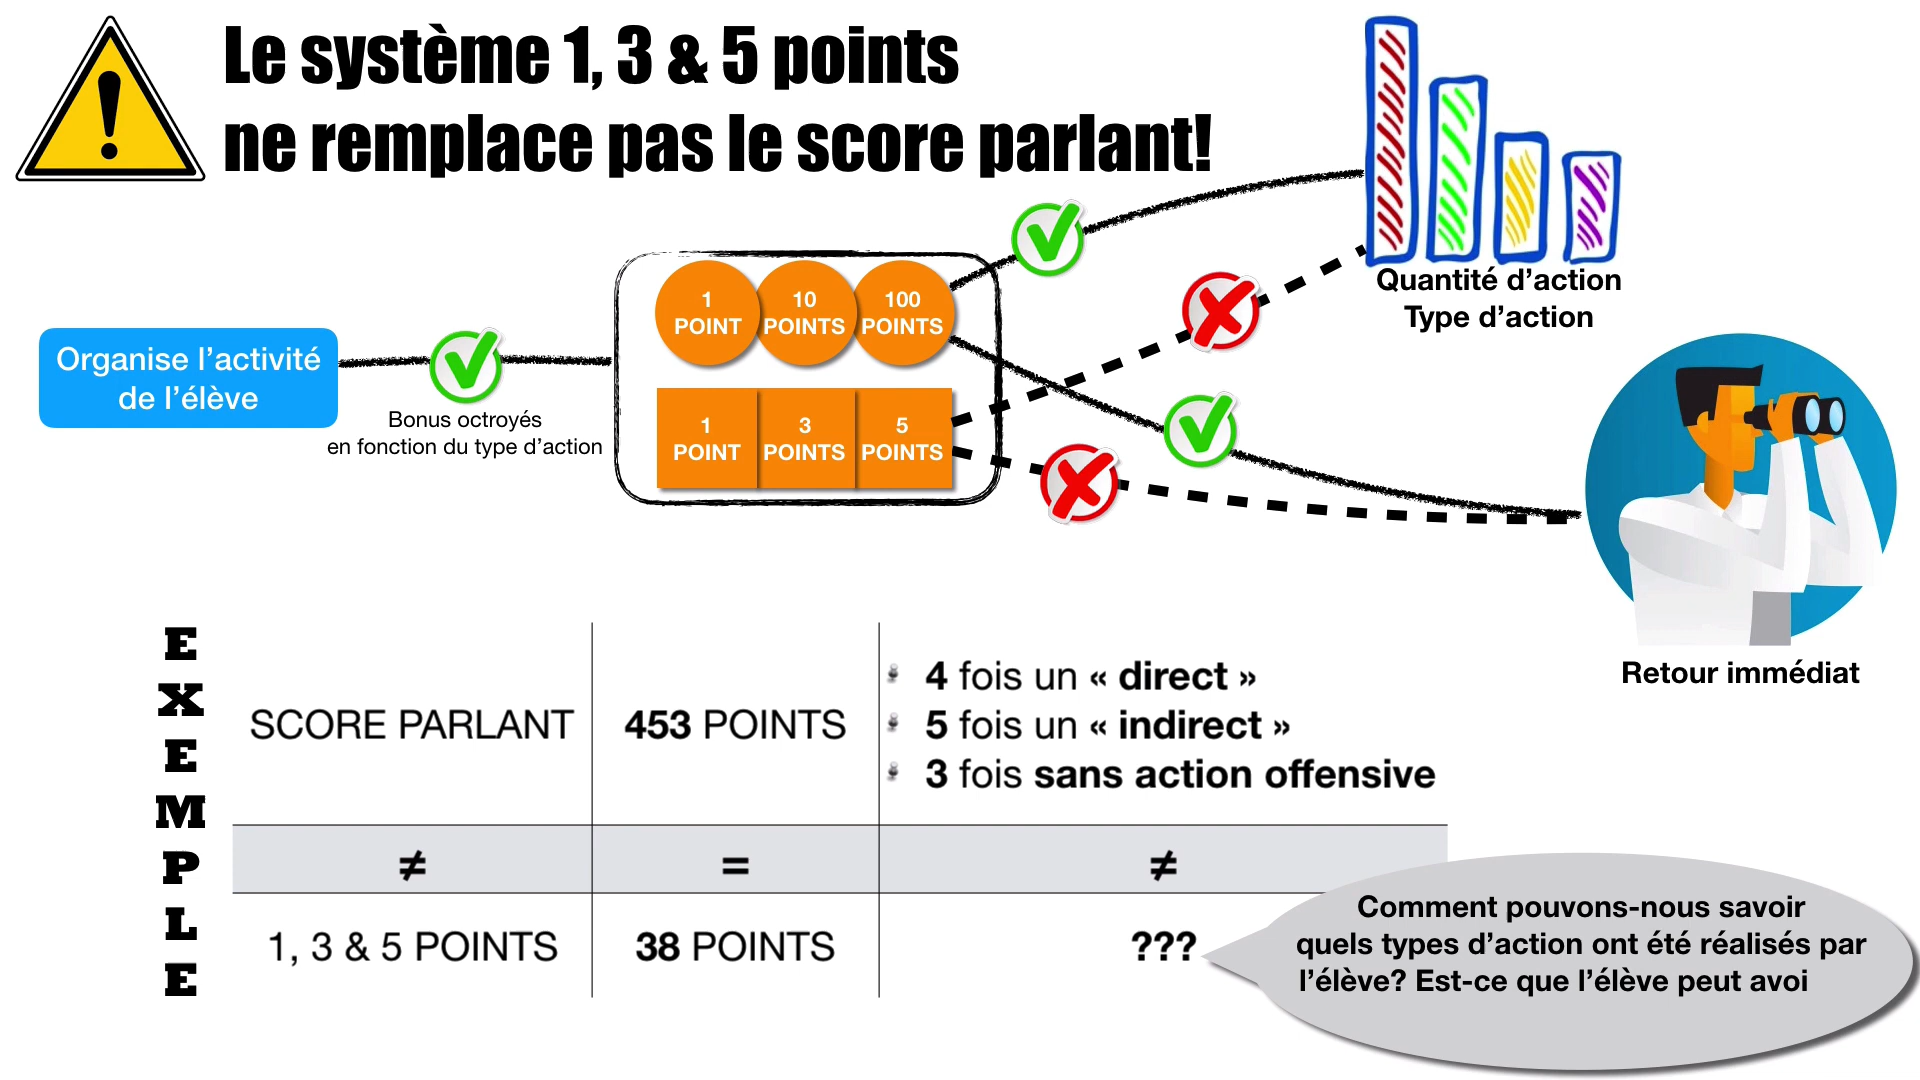 Le système 1, 3 & 5 points
ne remplace pas le score parlant!
Quantité d’action
Type d’action
Organise l’activité
de l’élève
Bonus octroyés
en fonction du type d’action
1
POINT
10
POINTS
100
POINTS
1
POINT
3
POINTS
5
POINTS
Retour immédiat
EXEMPLE
SCORE PARLANT
453 POINTS
4 fois un « direct »
5 fois un « indirect »
3 fois sans action offensive
≠
=
≠
1, 3 & 5 POINTS
38 POINTS
???
Comment pouvons-nous savoir
quels types d’action ont été réalisés par
l’élève? Est-ce que l’élève peut avoi